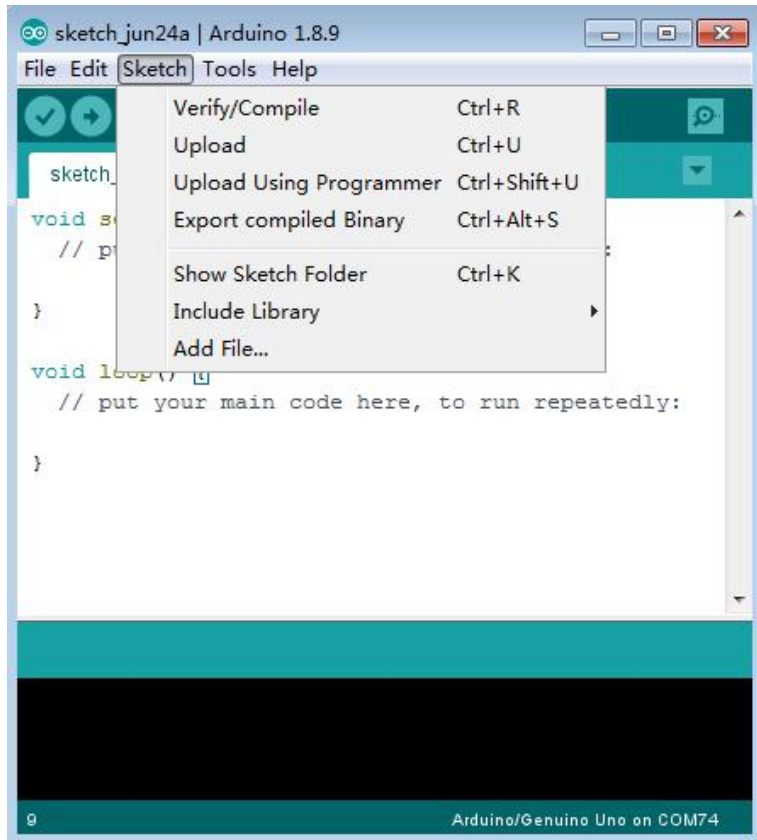 sketch_jun24a | Arduino 1.8.9
File Edit Sketch Tools Help
Verify/Compile Ctrl+R
Upload Ctrl+U
sketch_
Upload Using Programmer Ctrl+Shift+U
void s
Export compiled Binary Ctrl+Alt+S
// p :
Show Sketch Folder Ctrl+K
} Include Library
Add File...
void loop() {
// put your main code here, to run repeatedly:
}
9 Arduino/Genuino Uno on COM74